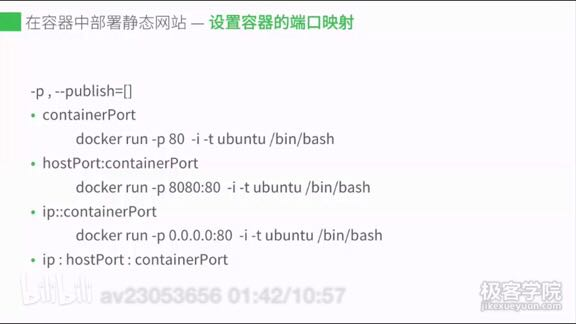 在容器中部署静态网站 — 设置容器的端口映射
-p , --publish=[]
• containerPort
docker run -p 80 -i -t ubuntu /bin/bash
• hostPort:containerPort
docker run -p 8080:80 -i -t ubuntu /bin/bash
• ip::containerPort
docker run -p 0.0.0.0:80 -i -t ubuntu /bin/bash
• ip : hostPort : containerPort
bilibili av23053656 01:42/10:57
极客学院
jikexueyuan.com